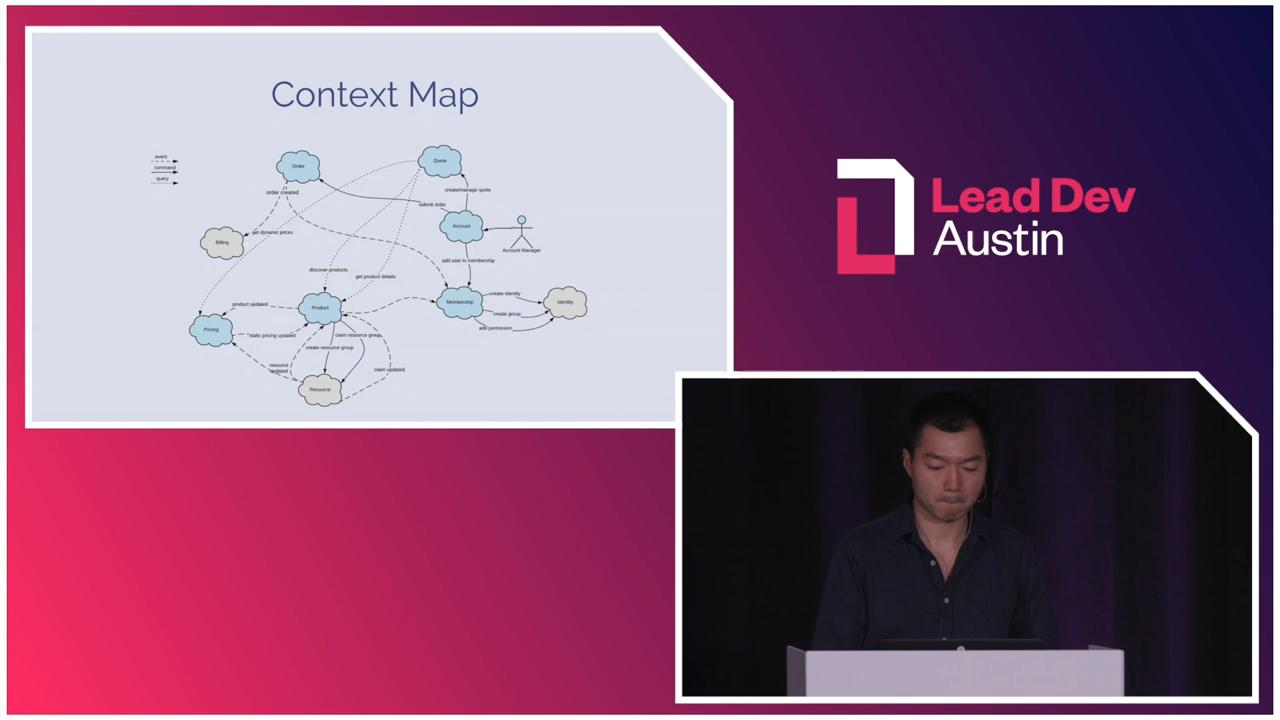 Context Map
event
command
query
Order
Quote
order created
create/manage quote
submit order
Account
Account Manager
Billing
get dynamic prices
add user to membership
discover products
get product details
product updated
Product
Membership
create identity
Identity
create group
add permission
Pricing
static pricing updated
claim resource group
create resource group
resource
updated
claim updated
Resource
Lead Dev
Austin